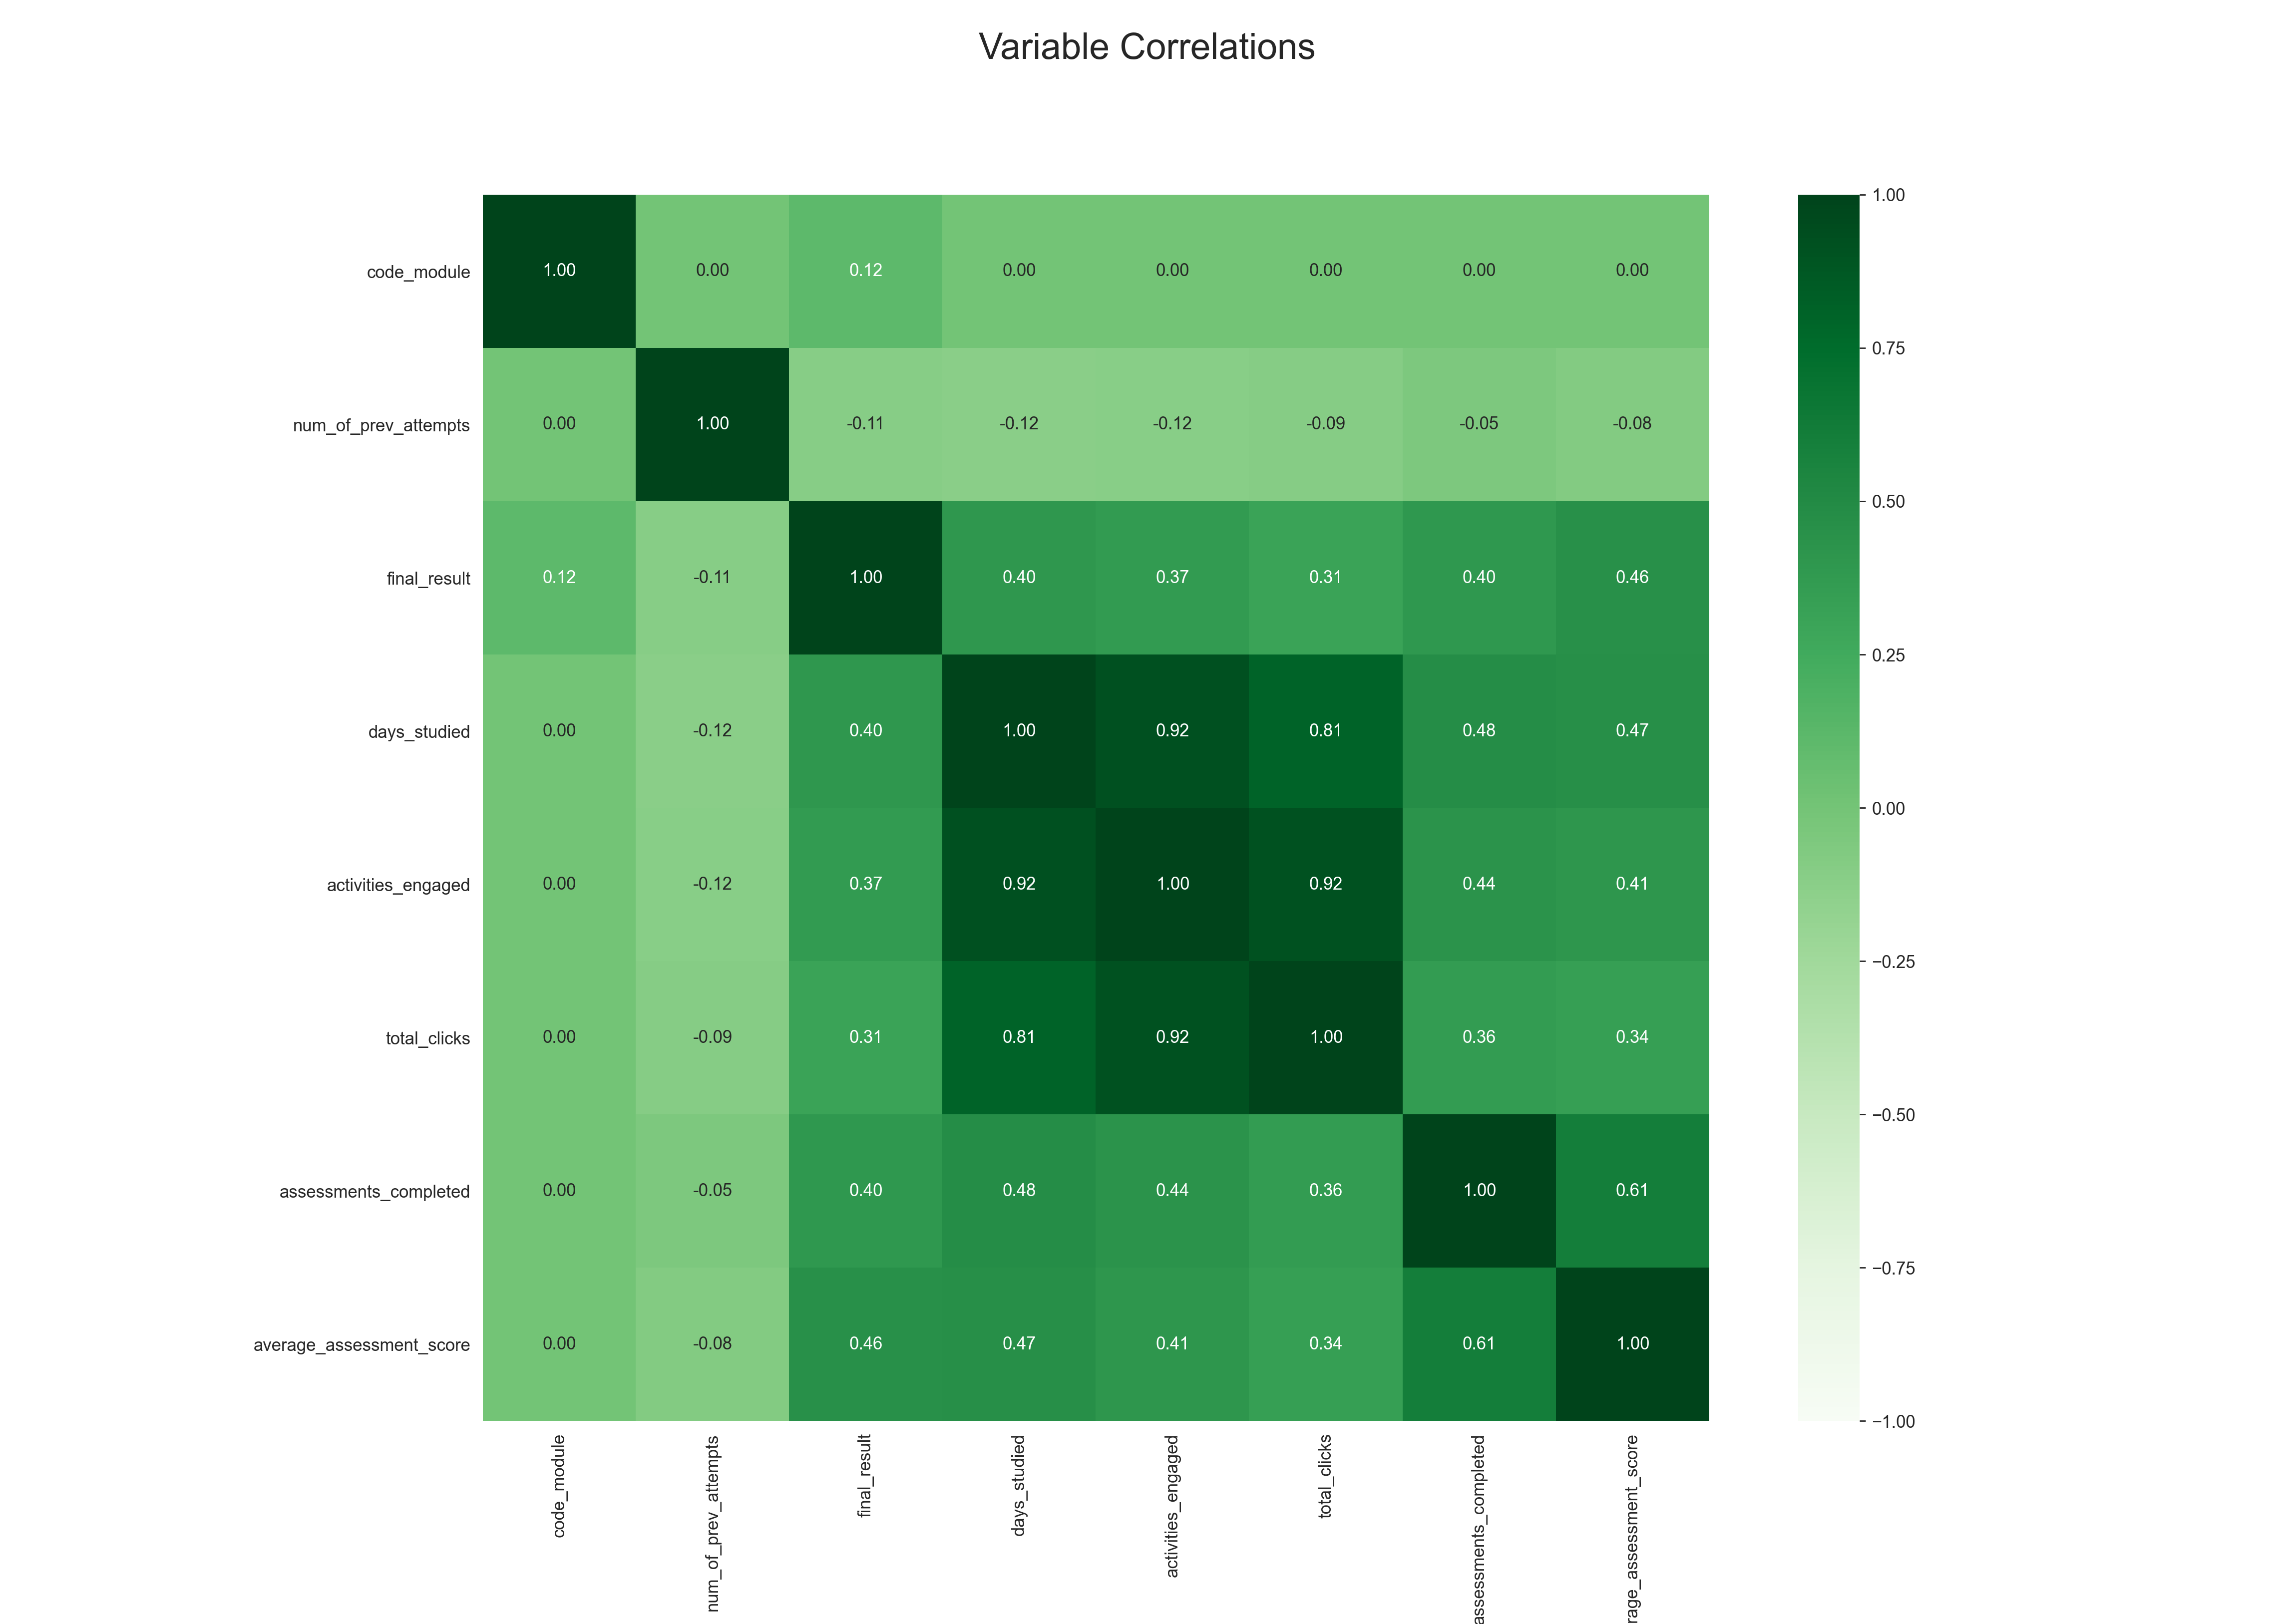 Variable Correlations
code_module 1.00 0.00 0.12 0.00 0.00 0.00 0.00 0.00
num_of_prev_attempts 0.00 1.00 -0.11 -0.12 -0.12 -0.09 -0.05 -0.08
final_result 0.12 -0.11 1.00 0.40 0.37 0.31 0.40 0.46
days_studied 0.00 -0.12 0.40 1.00 0.92 0.81 0.48 0.47
activities_engaged 0.00 -0.12 0.37 0.92 1.00 0.92 0.44 0.41
total_clicks 0.00 -0.09 0.31 0.81 0.92 1.00 0.36 0.34
assessments_completed 0.00 -0.05 0.40 0.48 0.44 0.36 1.00 0.61
average_assessment_score 0.00 -0.08 0.46 0.47 0.41 0.34 0.61 1.00
code_module
num_of_prev_attempts
final_result
days_studied
activities_engaged
total_clicks
assessments_completed
rage_assessment_score
1.00
0.75
0.50
0.25
0.00
−0.25
−0.50
−0.75
−1.00